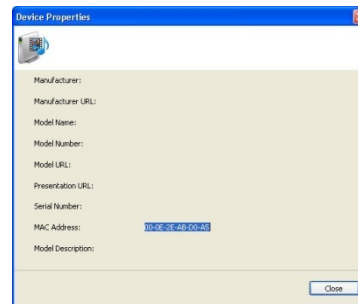 Device Properties
Manufacturer:
Manufacturer URL:
Model Name:
Model Number:
Model URL:
Presentation URL:
Serial Number:
MAC Address: 00-0E-2E-AB-D0-A5
Model Description:
Close